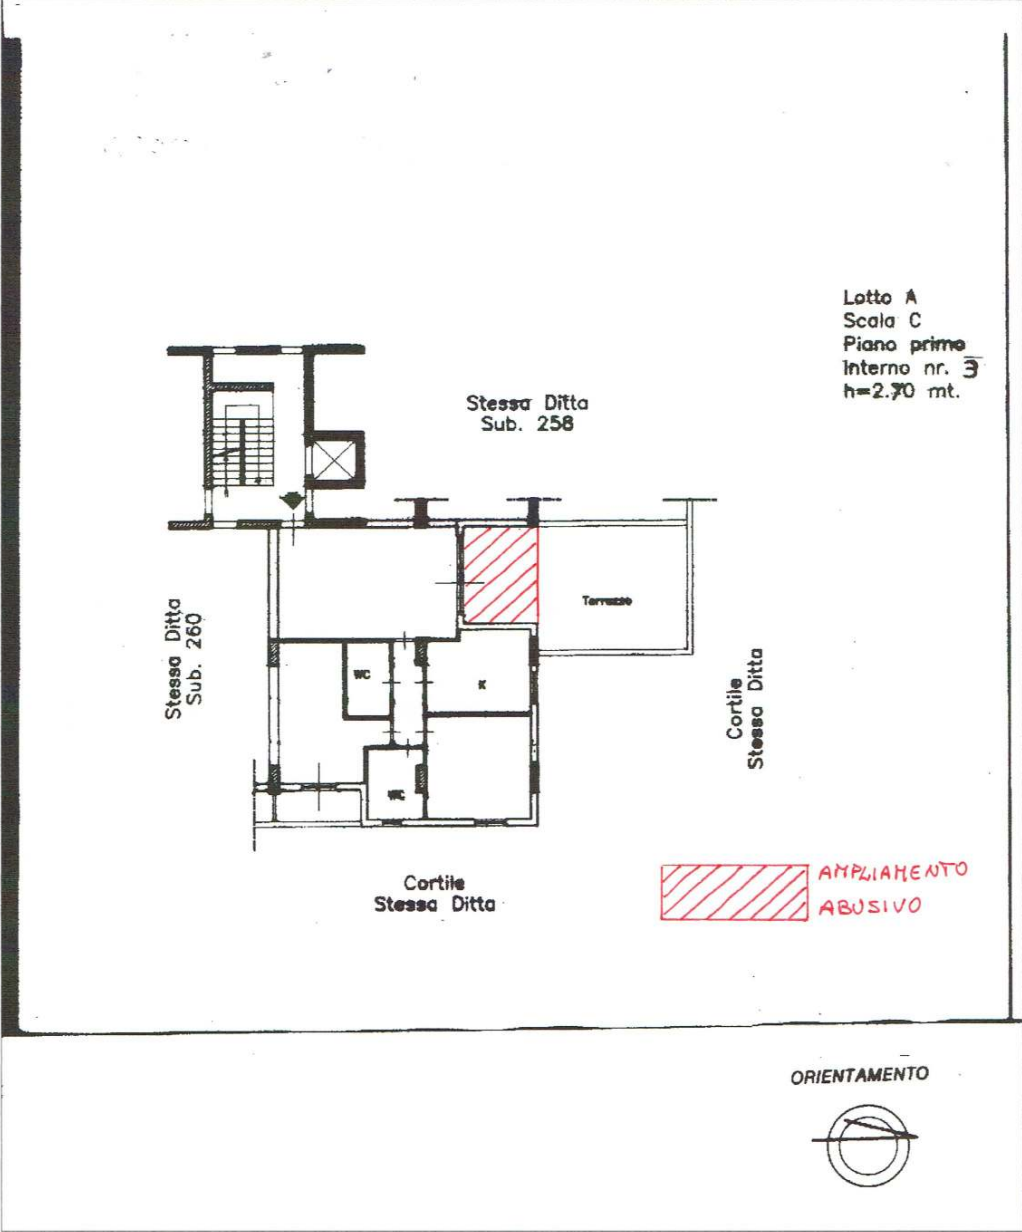 Lotto A
Scala C
Piano primo
Interno nr. 3
h=2.70 mt.
Stessa Ditta
Sub. 258
Stessa Ditta
Sub. 260
Terrazzo
WC
K
WC
Cortile
Stessa Ditta
Cortile
Stessa Ditta
AMPLIAMENTO
ABUSIVO
ORIENTAMENTO